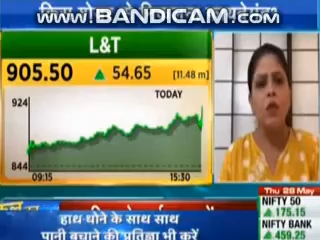 www.BANDICAM.com
L&T
905.50 ▲ 54.65 [11.48 m]
TODAY
924
844
09:15 15:30
Thu 28 May
NIFTY 50
▲ 175.15
NIFTY BANK
▲ 459.25
हाथ धोने के साथ साथ
पानी बचाने की प्रतिज्ञा भी करें